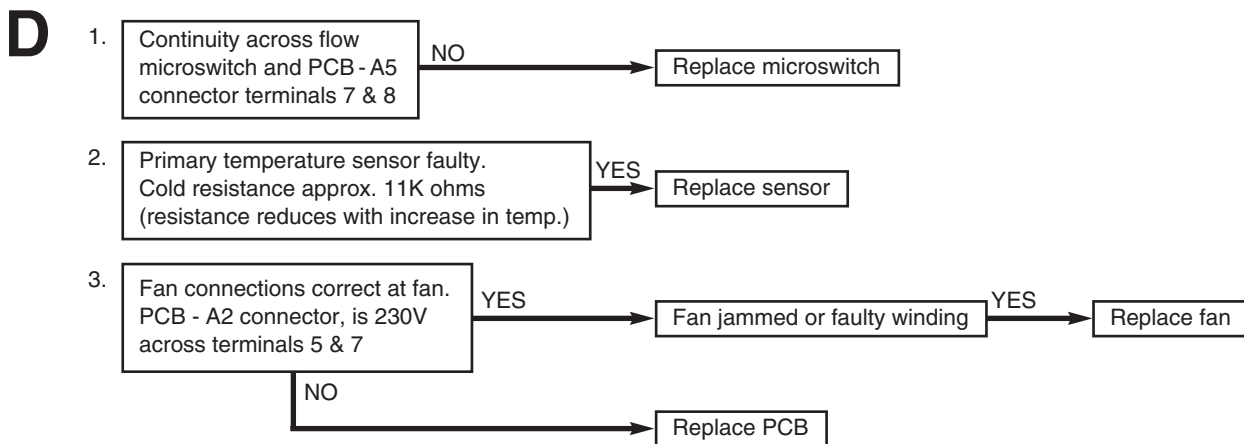 D
1.
Continuity across flow
microswitch and PCB - A5
connector terminals 7 & 8
NO
Replace microswitch
2.
Primary temperature sensor faulty.
Cold resistance approx. 11K ohms
(resistance reduces with increase in temp.)
YES
Replace sensor
3.
Fan connections correct at fan.
PCB - A2 connector, is 230V
across terminals 5 & 7
YES
Fan jammed or faulty winding
YES
Replace fan
NO
Replace PCB